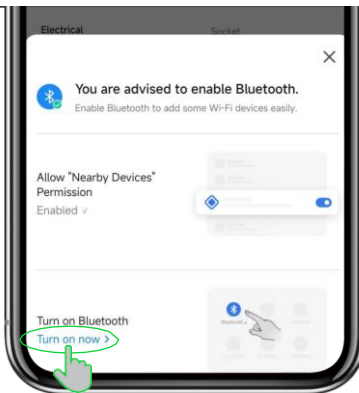 Electrical
Socket
You are advised to enable Bluetooth.
Enable Bluetooth to add some Wi-Fi devices easily.
Allow "Nearby Devices"
Permission
Enabled ✓
Turn on Bluetooth
Turn on now >